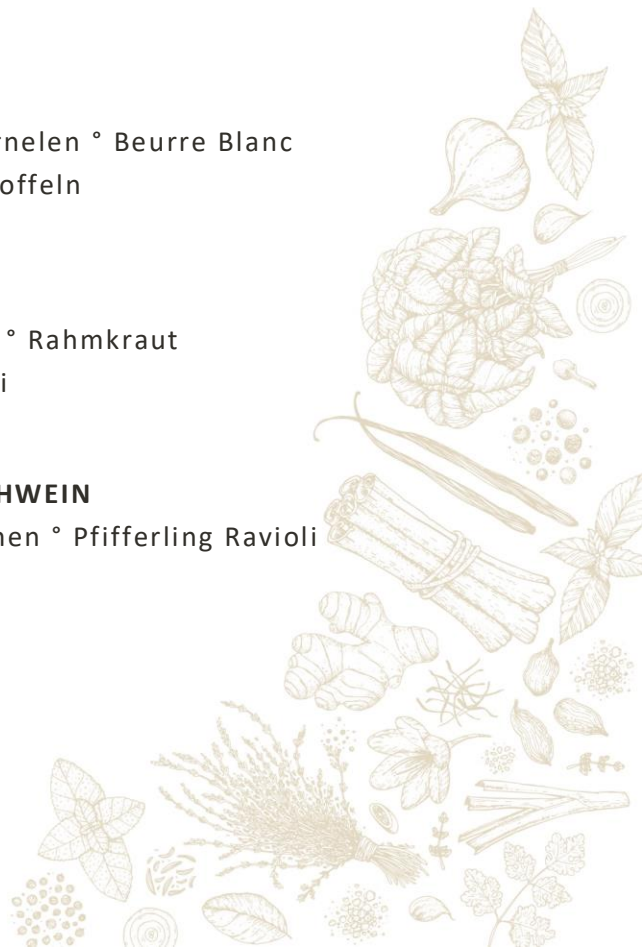 rnelen ° Beurre Blanc
offeln
° Rahmkraut
i
HWEIN
nen ° Pfifferling Ravioli